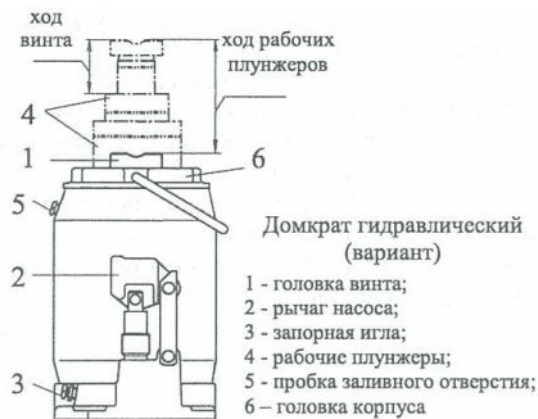 ход
винта
ход рабочих
плунжеров
4
1
6
5
2
3
Домкрат гидравлический
(вариант)
1 - головка винта;
2 - рычаг насоса;
3 - запорная игла;
4 - рабочие плунжеры;
5 - пробка заливного отверстия;
6 – головка корпуса